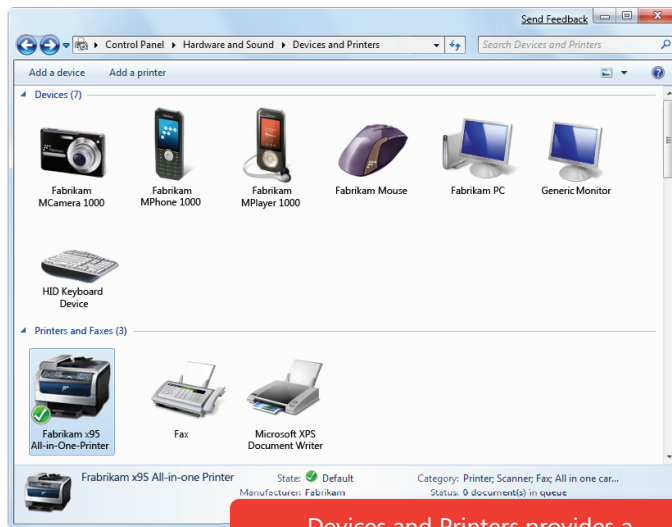 Send Feedback
Control Panel ▸ Hardware and Sound ▸ Devices and Printers
Search Devices and Printers
Add a device Add a printer
Devices (7)
Fabrikam MCamera 1000
Fabrikam MPhone 1000
Fabrikam MPlayer 1000
Fabrikam Mouse
Fabrikam PC
Generic Monitor
HID Keyboard Device
Printers and Faxes (3)
Fabrikam x95 All-in-One-Printer
Fax
Microsoft XPS Document Writer
Frabrikam x95 All-in-one Printer State: Default Category: Printer; Scanner; Fax; All in one car...
Manufacturer: Fabrikam Status: 0 document(s) in queue
Devices and Printers provides a